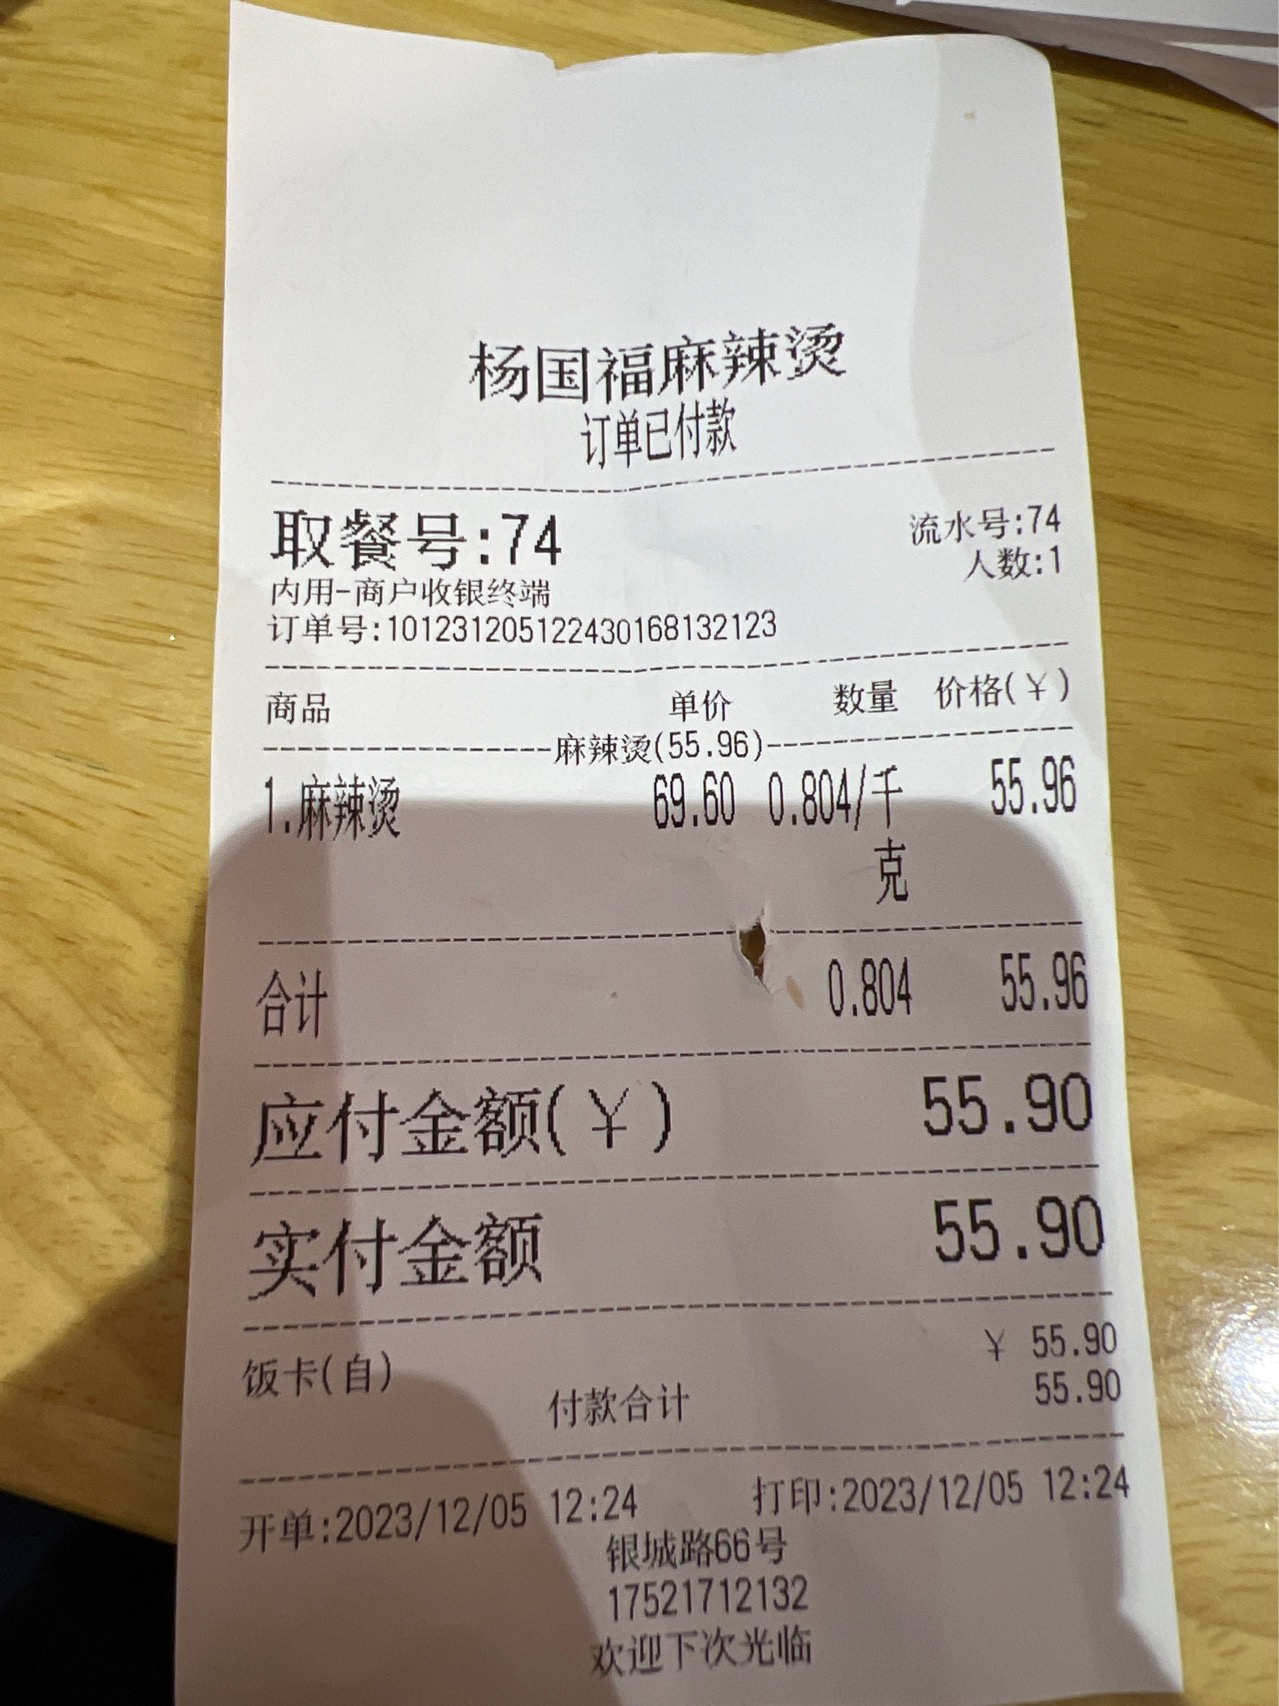 杨国福麻辣烫
订单已付款
取餐号:74 流水号:74
人数:1
内用-商户收银终端
订单号:101231205122430168132123
商品 单价 数量 价格(¥)
麻辣烫(55.96)
1.麻辣烫 69.60 0.804/千 55.96
克
合计 0.804 55.96
应付金额(¥) 55.90
实付金额 55.90
饭卡(自) ¥ 55.90
付款合计 55.90
开单:2023/12/05 12:24 打印:2023/12/05 12:24
银城路66号
17521712132
欢迎下次光临